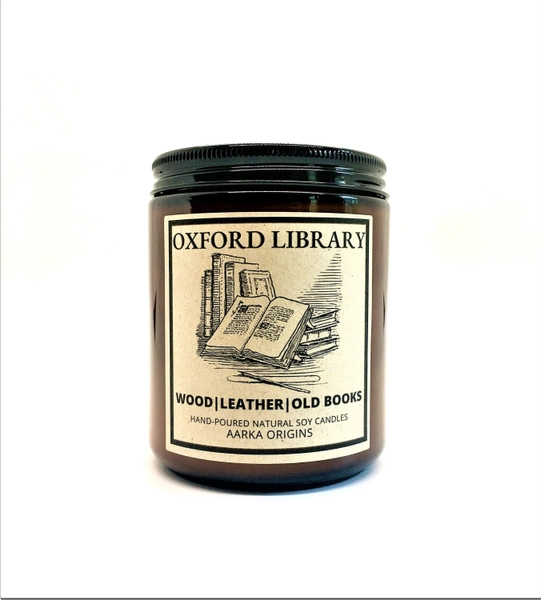 OXFORD LIBRARY
WOOD|LEATHER|OLD BOOKS
HAND-POURED NATURAL SOY CANDLES
AARKA ORIGINS